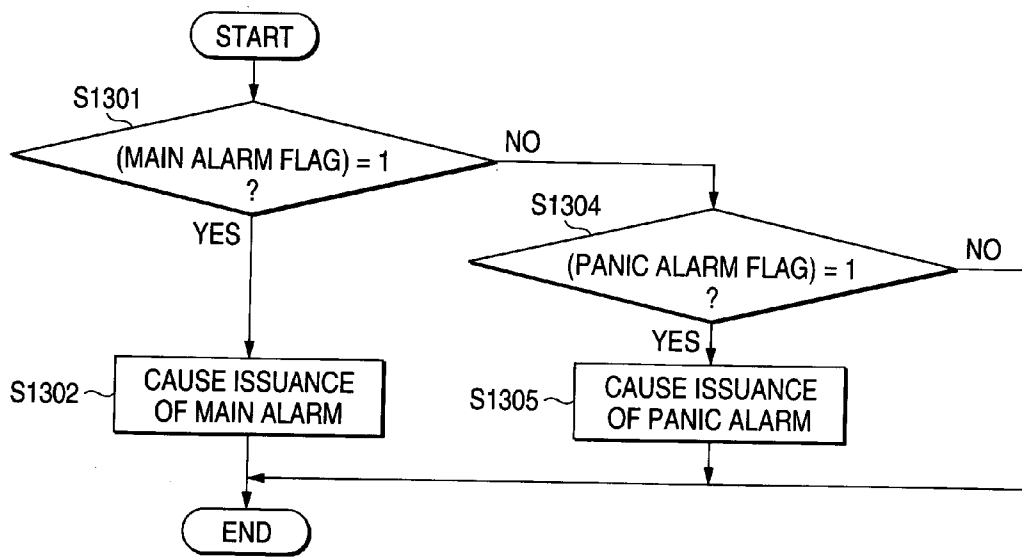 START
S1301
(MAIN ALARM FLAG) = 1
?
NO
YES
S1304
(PANIC ALARM FLAG) = 1
?
NO
YES
S1302
CAUSE ISSUANCE
OF MAIN ALARM
S1305
CAUSE ISSUANCE
OF PANIC ALARM
END